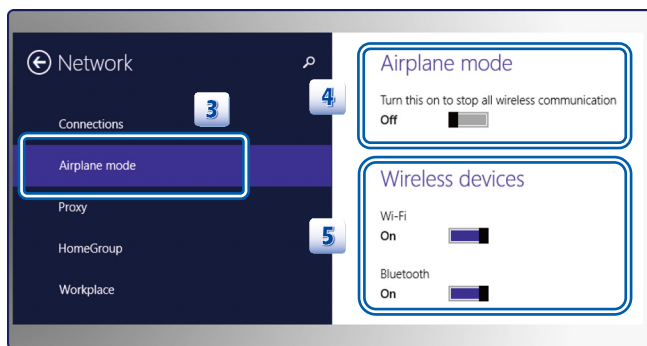 Network
3
Connections
Airplane mode
Proxy
HomeGroup
Workplace
4
Airplane mode
Turn this on to stop all wireless communication
Off
5
Wireless devices
Wi-Fi
On
Bluetooth
On